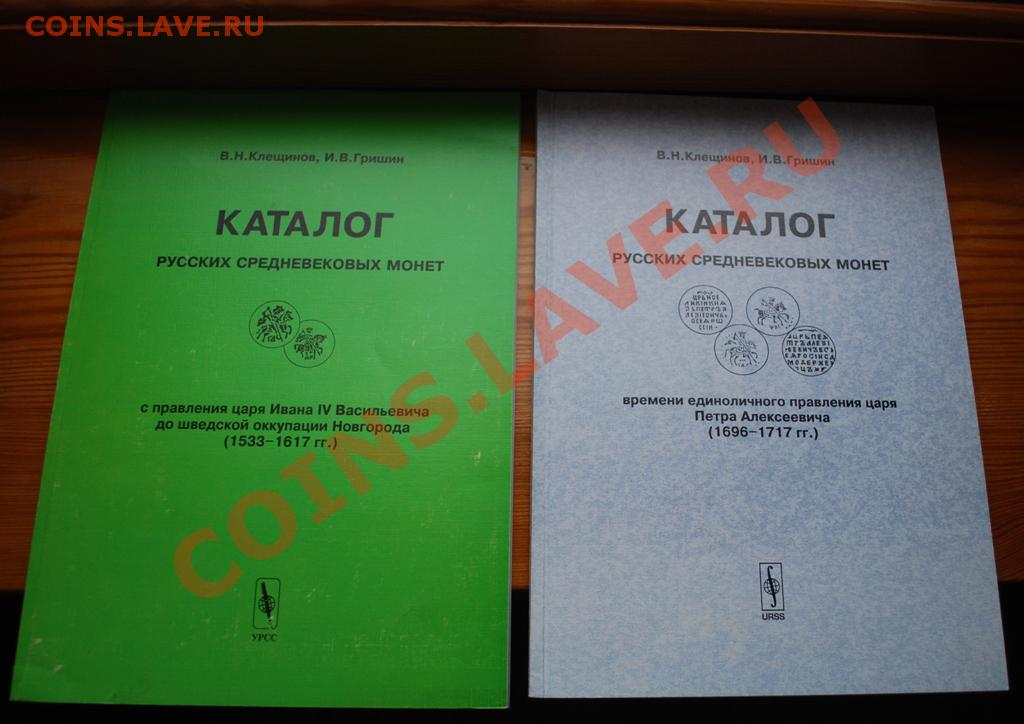 COINS.LAVE.RU
В.Н.Клещинов, И.В.Гришин
КАТАЛОГ
РУССКИХ СРЕДНЕВЕКОВЫХ МОНЕТ
с правления царя Ивана IV Васильевича
до шведской оккупации Новгорода
(1533–1617 гг.)
УРСС
В.Н.Клещинов, И.В.Гришин
КАТАЛОГ
РУССКИХ СРЕДНЕВЕКОВЫХ МОНЕТ
времени единоличного правления царя
Петра Алексеевича
(1696–1717 гг.)
URSS
COINS.LAVE.RU